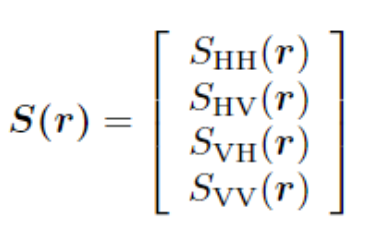 S(r) = [ S_HH(r)
S_HV(r)
S_VH(r)
S_VV(r) ]